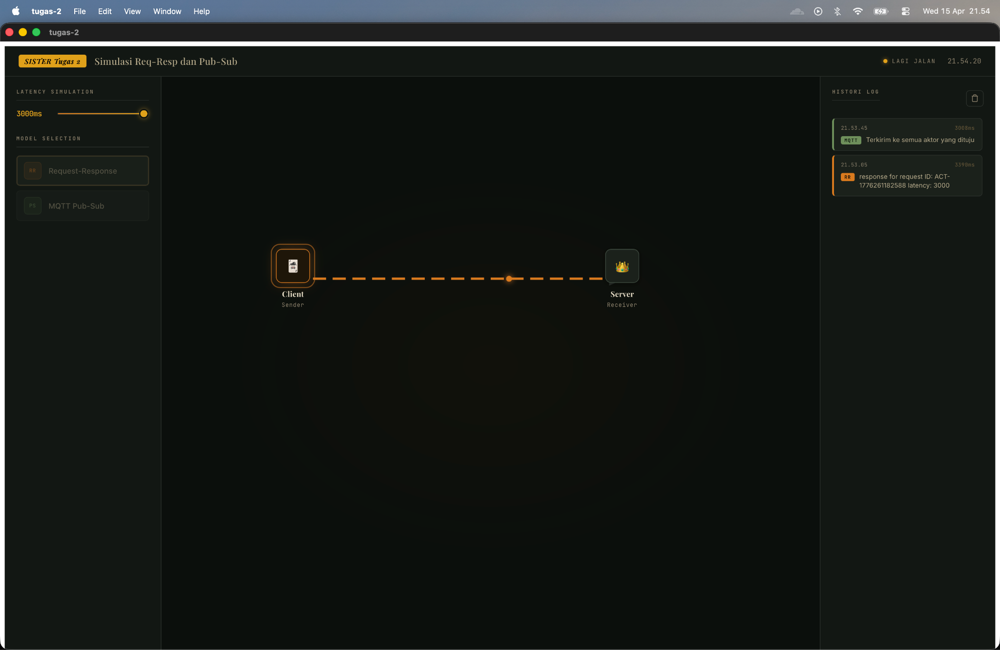 tugas-2 File Edit View Window Help Wed 15 Apr 21.54
tugas-2
SISTER Tugas 2 Simulasi Req-Resp dan Pub-Sub LAGI JALAN 21.54.20
LATENCY SIMULATION
3000ms
MODEL SELECTION
RR Request-Response
PS MQTT Pub-Sub
Client
Sender
Server
Receiver
HISTORI LOG
21.53.45 3008ms
MQTT Terkirim ke semua aktor yang dituju
21.53.05 3390ms
RR response for request ID: ACT-
1776261182588 latency: 3000